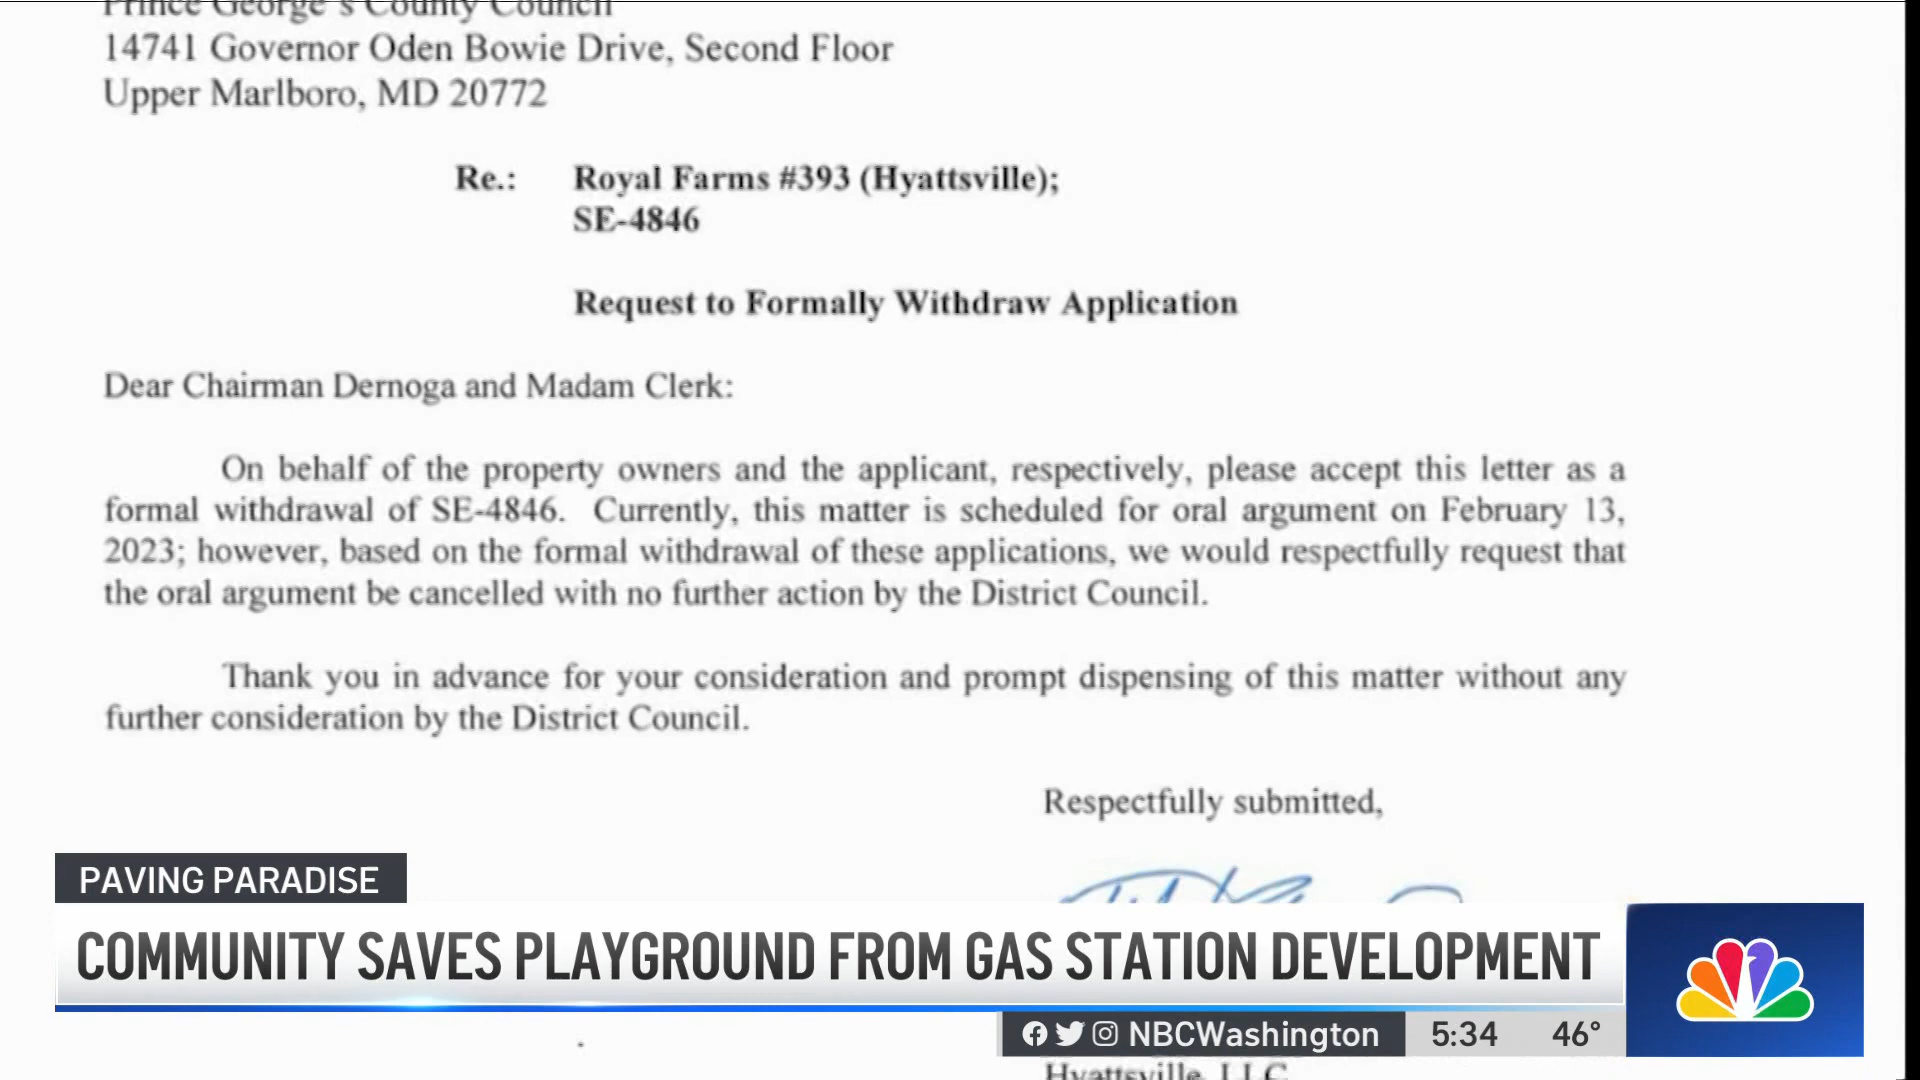 Prince George's County Council
14741 Governor Oden Bowie Drive, Second Floor
Upper Marlboro, MD 20772
Re.: Royal Farms #393 (Hyattsville);
SE-4846
Request to Formally Withdraw Application
Dear Chairman Dernoga and Madam Clerk:
On behalf of the property owners and the applicant, respectively, please accept this letter as a
formal withdrawal of SE-4846. Currently, this matter is scheduled for oral argument on February 13,
2023; however, based on the formal withdrawal of these applications, we would respectfully request that
the oral argument be cancelled with no further action by the District Council.
Thank you in advance for your consideration and prompt dispensing of this matter without any
further consideration by the District Council.
Respectfully submitted,
PAVING PARADISE
COMMUNITY SAVES PLAYGROUND FROM GAS STATION DEVELOPMENT
NBCWashington 5:34 46°
Hyattsville, LLC